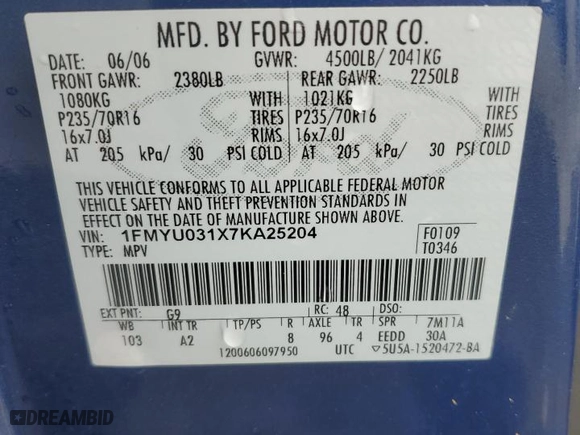 MFD. BY FORD MOTOR CO.
DATE: 06/06 GVWR: 4500LB/ 2041KG
FRONT GAWR: 2380LB REAR GAWR: 2250LB
1080KG WITH 1021KG WITH
P235/70R16 TIRES P235/70R16 TIRES
16x7.0J RIMS 16x7.0J RIMS
AT 205 kPa/ 30 PSI COLD AT 205 kPa/ 30 PSI COLD
THIS VEHICLE CONFORMS TO ALL APPLICABLE FEDERAL MOTOR
VEHICLE SAFETY AND THEFT PREVENTION STANDARDS IN
EFFECT ON THE DATE OF MANUFACTURE SHOWN ABOVE.
VIN: 1FMYU031X7KA25204 F0109
TYPE: MPV T0346
EXT PNT: G9 RC: 48 DSO:
WB INT TR TP/PS R AXLE TR SPR 7M11A
103 A2 8 96 4 EEDD 30A
1200606097950 UTC ▽5U5A-1520472-BA
Ford
DREAMBID